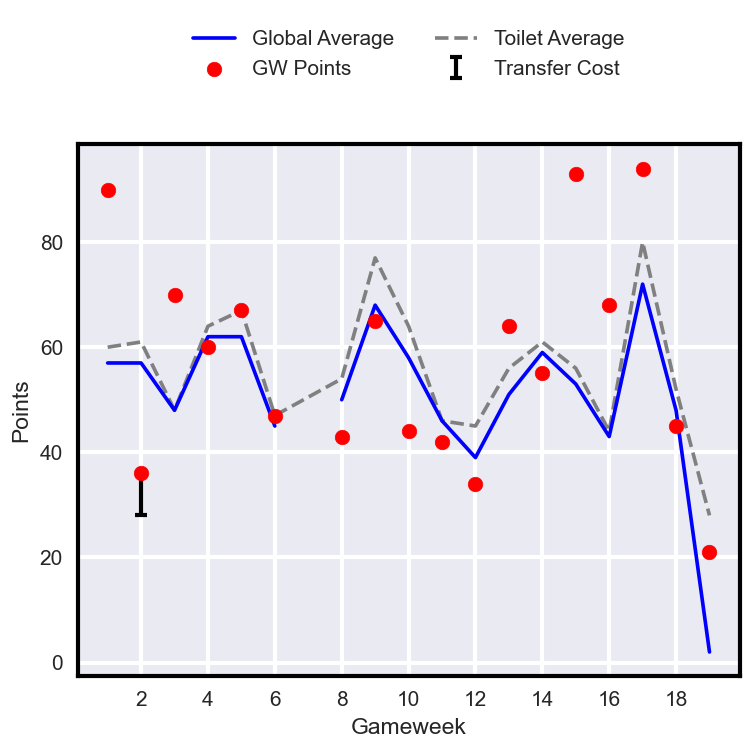 Global Average
Toilet Average
GW Points
Transfer Cost
80
60
40
20
0
Points
2 4 6 8 10 12 14 16 18
Gameweek